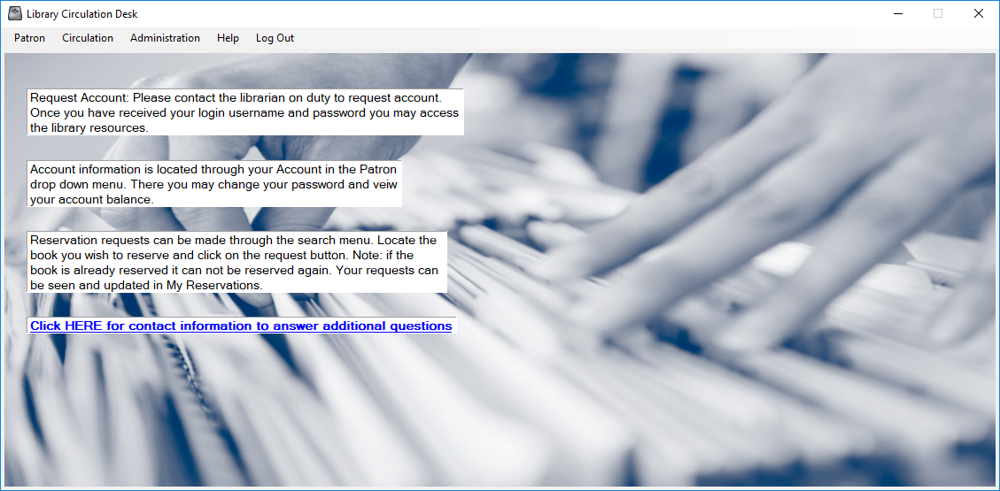 Library Circulation Desk
Patron Circulation Administration Help Log Out
Request Account: Please contact the librarian on duty to request account.
Once you have received your login username and password you may access
the library resources.
Account information is located through your Account in the Patron
drop down menu. There you may change your password and veiw
your account balance.
Reservation requests can be made through the search menu. Locate the
book you wish to reserve and click on the request button. Note: if the
book is already reserved it can not be reserved again. Your requests can
be seen and updated in My Reservations.
Click HERE for contact information to answer additional questions